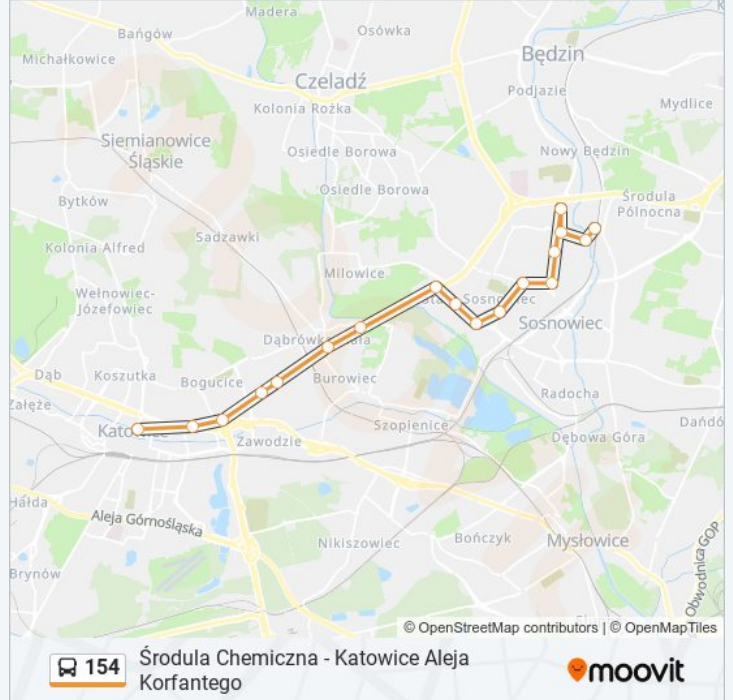 Madera
Osówka
Bańgów
Będzin
Michałkowice
Czeladź
Podjazie
Kolonia Rożka
Mydlice
Siemianowice
Śląskie
Osiedle Borowa
Nowy Będzin
Osiedle Borowa
Środula
Północna
Bytków
Sadzawki
Kolonia Alfred
Milowice
Wełnowiec-
Józefowiec
Sosnowiec
Sosnowiec
Dąbrówka
Dąb
Koszutka
Bogucice
Burowiec
Radocha
Załęże
Szopienice
Katowice
Zawodzie
Dębowa Góra
Hałda
Aleja Górnośląska
Nikiszowiec
Bończyk
Mysłowice
Obwodnica GOP
Brynów
© OpenStreetMap contributors | © OpenMapTiles
154
Środula Chemiczna - Katowice Aleja
Korfantego
moovit